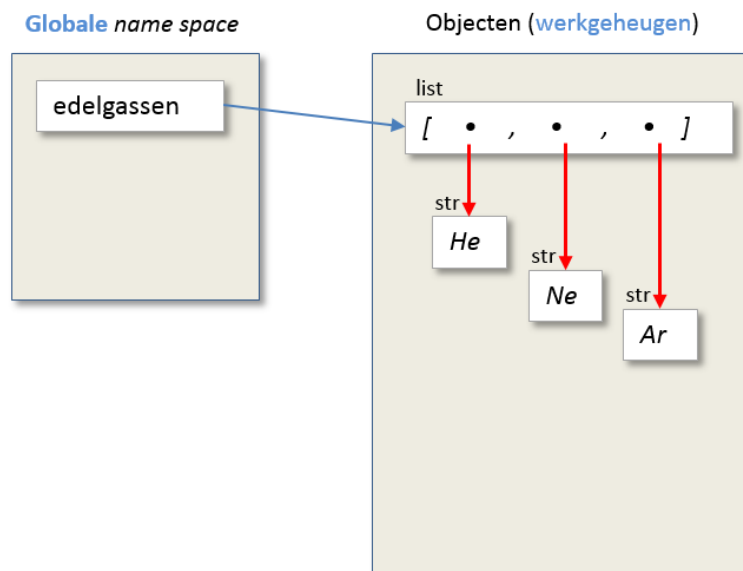 Globale name space
Objecten (werkgeheugen)
edelgassen
list
[ • , • , • ]
str
He
str
Ne
str
Ar